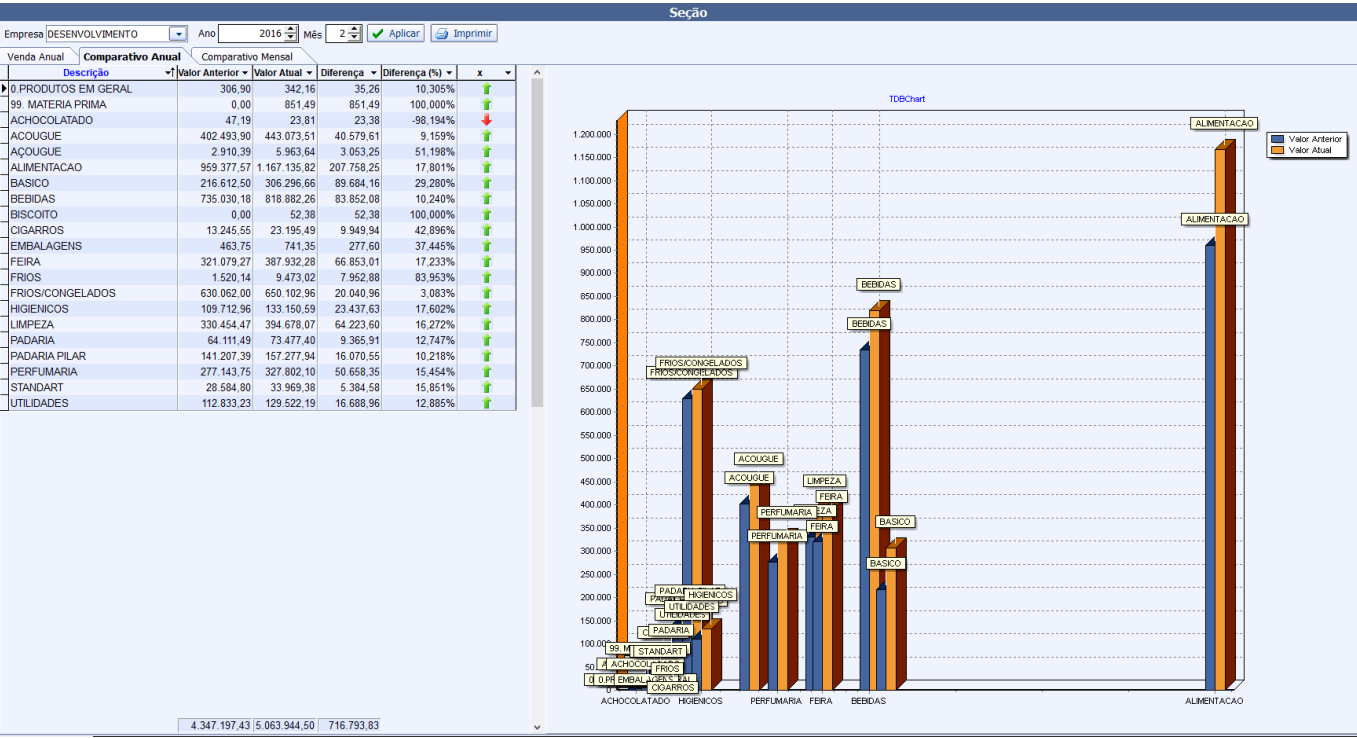 Seção
Empresa DESENVOLVIMENTO Ano 2016 Mês 2 Aplicar Imprimir
Venda Anual Comparativo Anual Comparativo Mensal
Descrição Valor Anterior Valor Atual Diferença Diferença (%) x
0.PRODUTOS EM GERAL 306,90 342,16 35,26 10,305%
99. MATERIA PRIMA 0,00 851,49 851,49 100,000%
ACHOCOLATADO 47,19 23,81 23,38 -98,194%
ACOUGUE 402.493,90 443.073,51 40.579,61 9,159%
AÇOUGUE 2.910,39 5.963,64 3.053,25 51,198%
ALIMENTACAO 959.377,57 1.167.135,82 207.758,25 17,801%
BASICO 216.612,50 306.296,66 89.684,16 29,280%
BEBIDAS 735.030,18 818.882,26 83.852,08 10,240%
BISCOITO 0,00 52,38 52,38 100,000%
CIGARROS 13.245,55 23.195,49 9.949,94 42,896%
EMBALAGENS 463,75 741,35 277,60 37,445%
FEIRA 321.079,27 387.932,28 66.853,01 17,233%
FRIOS 1.520,14 9.473,02 7.952,88 83,953%
FRIOS/CONGELADOS 630.062,00 650.102,96 20.040,96 3,083%
HIGIENICOS 109.712,96 133.150,59 23.437,63 17,602%
LIMPEZA 330.454,47 394.678,07 64.223,60 16,272%
PADARIA 64.111,49 73.477,40 9.365,91 12,747%
PADARIA PILAR 141.207,39 157.277,94 16.070,55 10,218%
PERFUMARIA 277.143,75 327.802,10 50.658,35 15,454%
STANDART 28.584,80 33.969,38 5.384,58 15,851%
UTILIDADES 112.833,23 129.522,19 16.688,96 12,885%
4.347.197,43 5.063.944,50 716.793,83
TDBChart
Valor Anterior
Valor Atual
1.200.000
1.150.000
1.100.000
1.050.000
1.000.000
950.000
900.000
850.000
800.000
750.000
700.000
650.000
600.000
550.000
500.000
450.000
400.000
350.000
300.000
250.000
200.000
150.000
100.000
0
ALIMENTACAO
ALIMENTACAO
BEBIDAS
BEBIDAS
FRIOS/CONGELADOS
FRIOS/CONGELADOS
ACOUGUE
ACOUGUE
LIMPEZA
FEIRA
PERFUMARIA
BASICO
FEIRA
PERFUMARIA
BASICO
HIGIENICOS
UTILIDADES
PADARIA
STANDART
FRIOS
CIGARROS
ACHOCOLATADO HIGIENICOS PERFUMARIA FEIRA BEBIDAS ALIMENTACAO